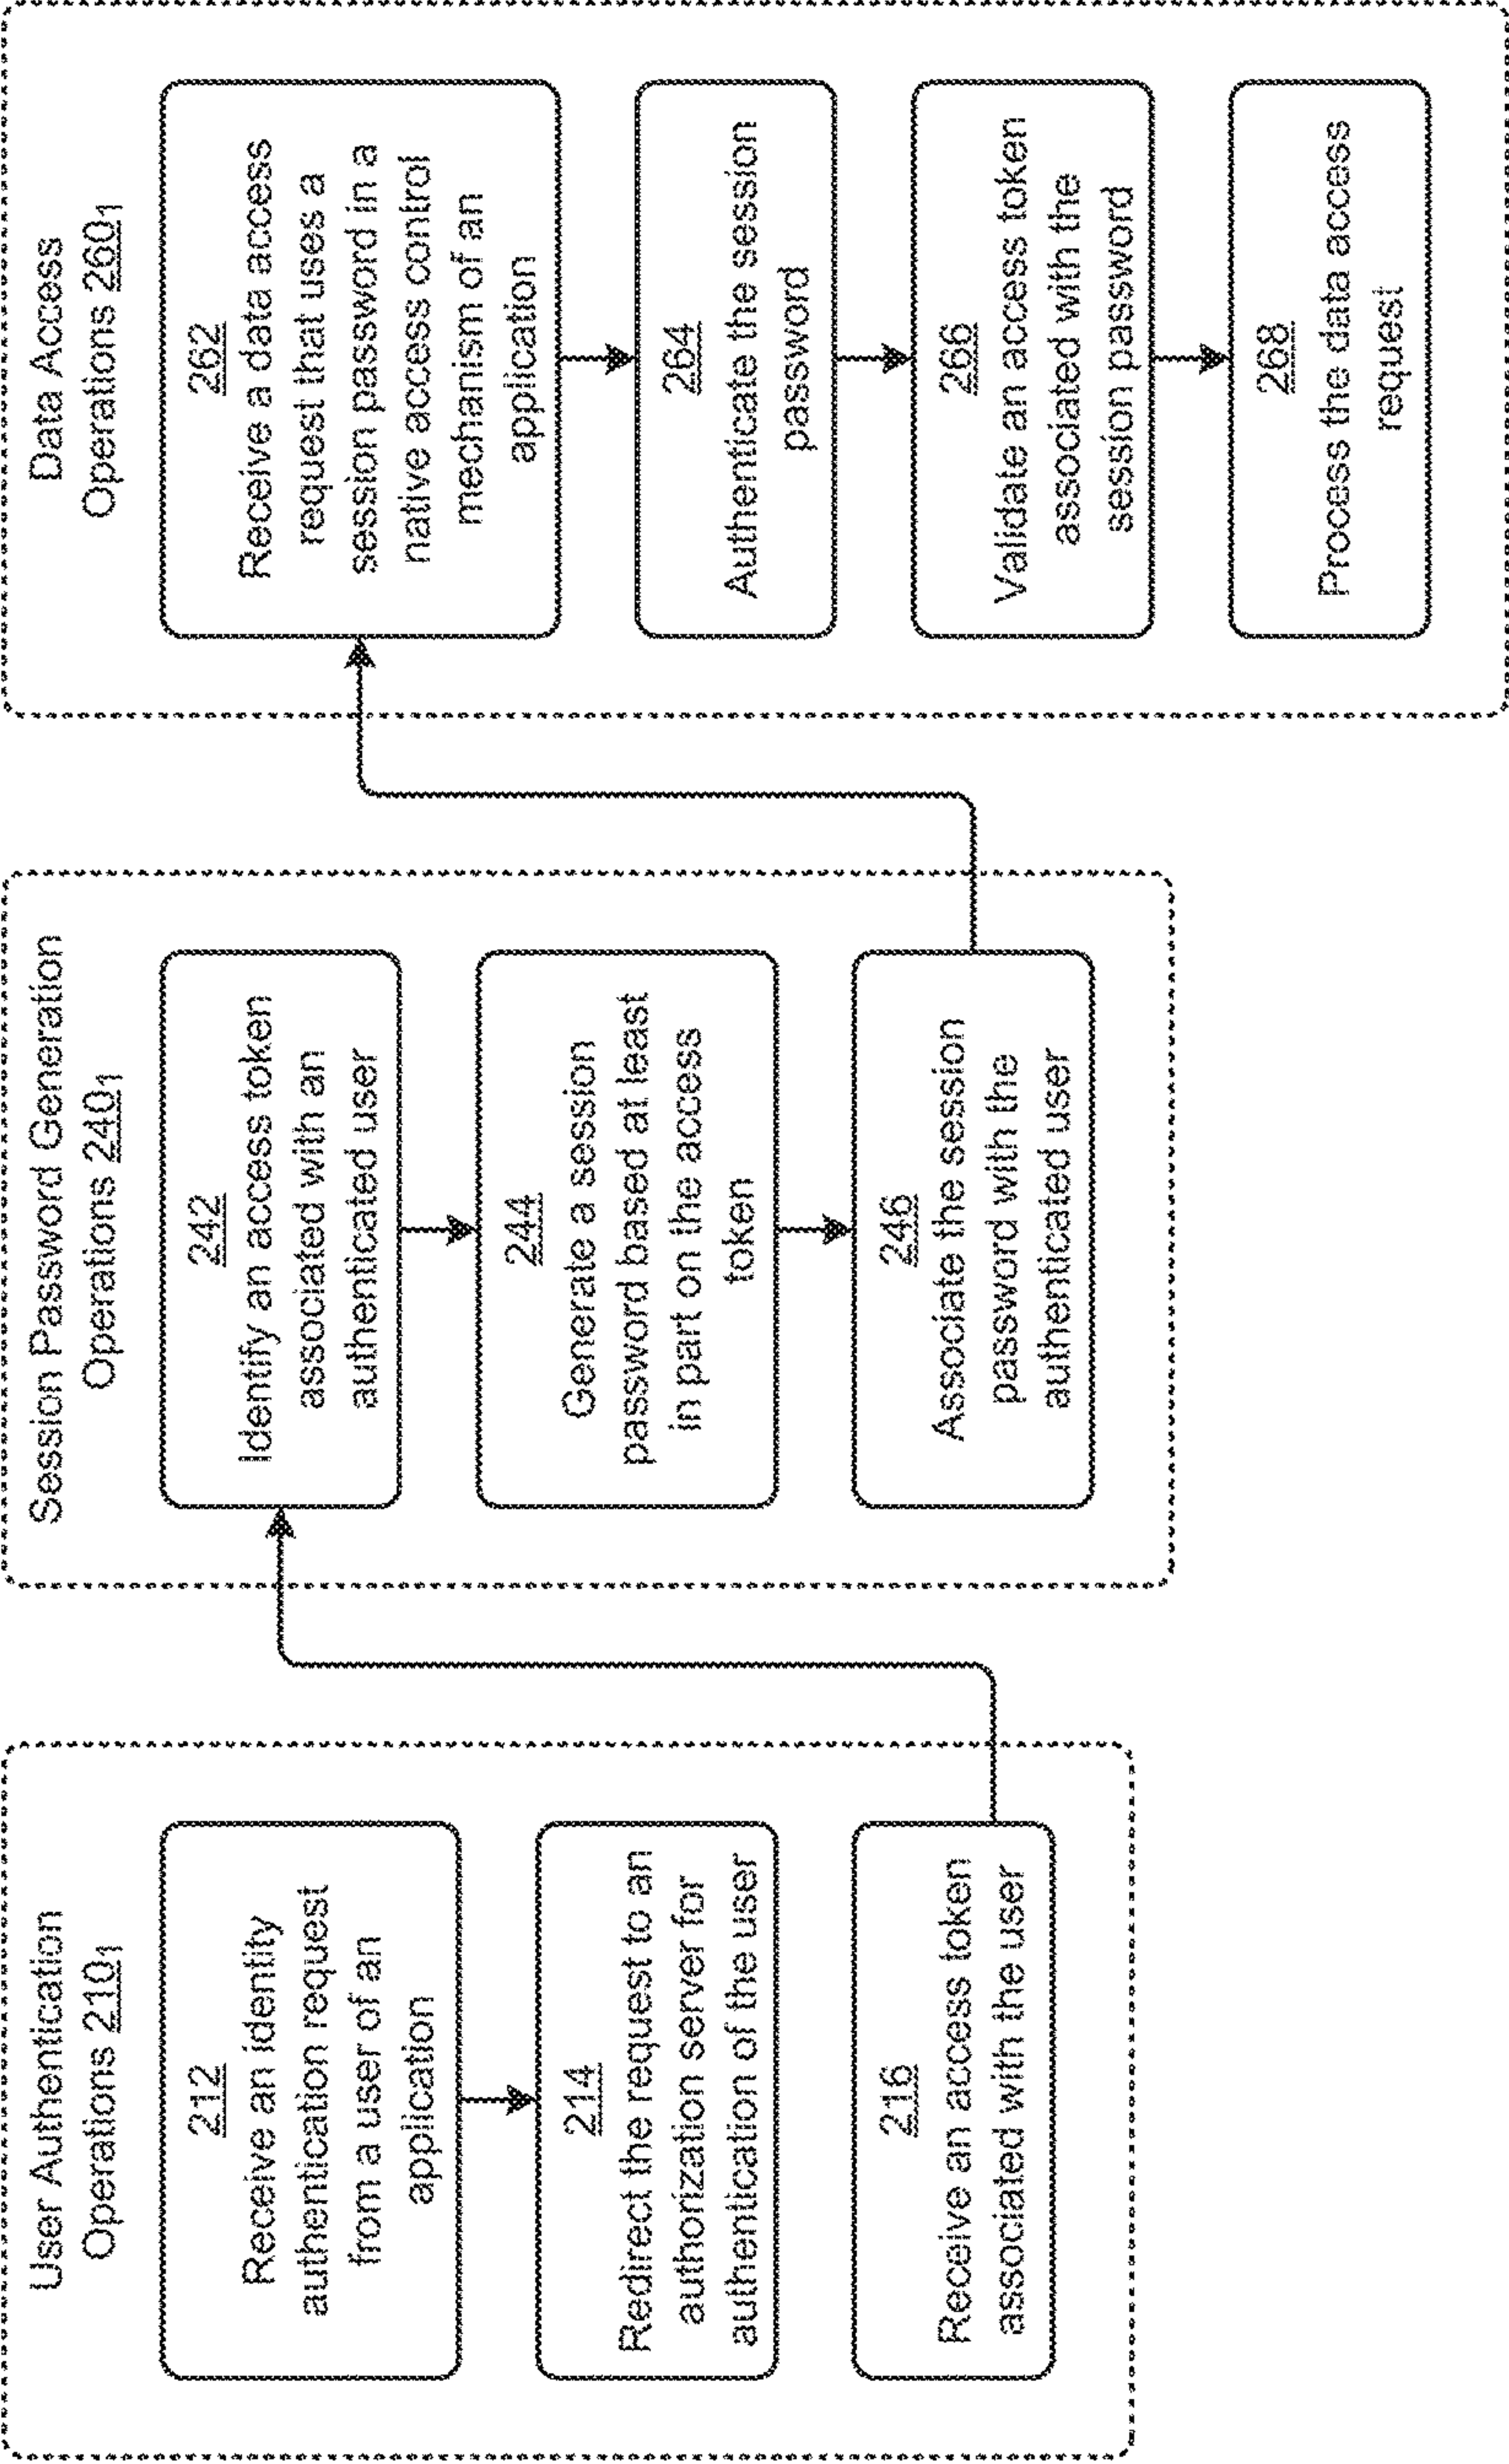 User Authentication
Operations 210₁
212
Receive an identity
authentication request
from a user of an
application
214
Redirect the request to an
authorization server for
authentication of the user
216
Receive an access token
associated with the user
Session Password Generation
Operations 240₁
242
Identify an access token
associated with an
authenticated user
244
Generate a session
password based at least
in part on the access
token
246
Associate the session
password with the
authenticated user
Data Access
Operations 260₁
262
Receive a data access
request that uses a
session password in a
native access control
mechanism of an
application
264
Authenticate the session
password
266
Validate an access token
associated with the
session password
268
Process the data access
request